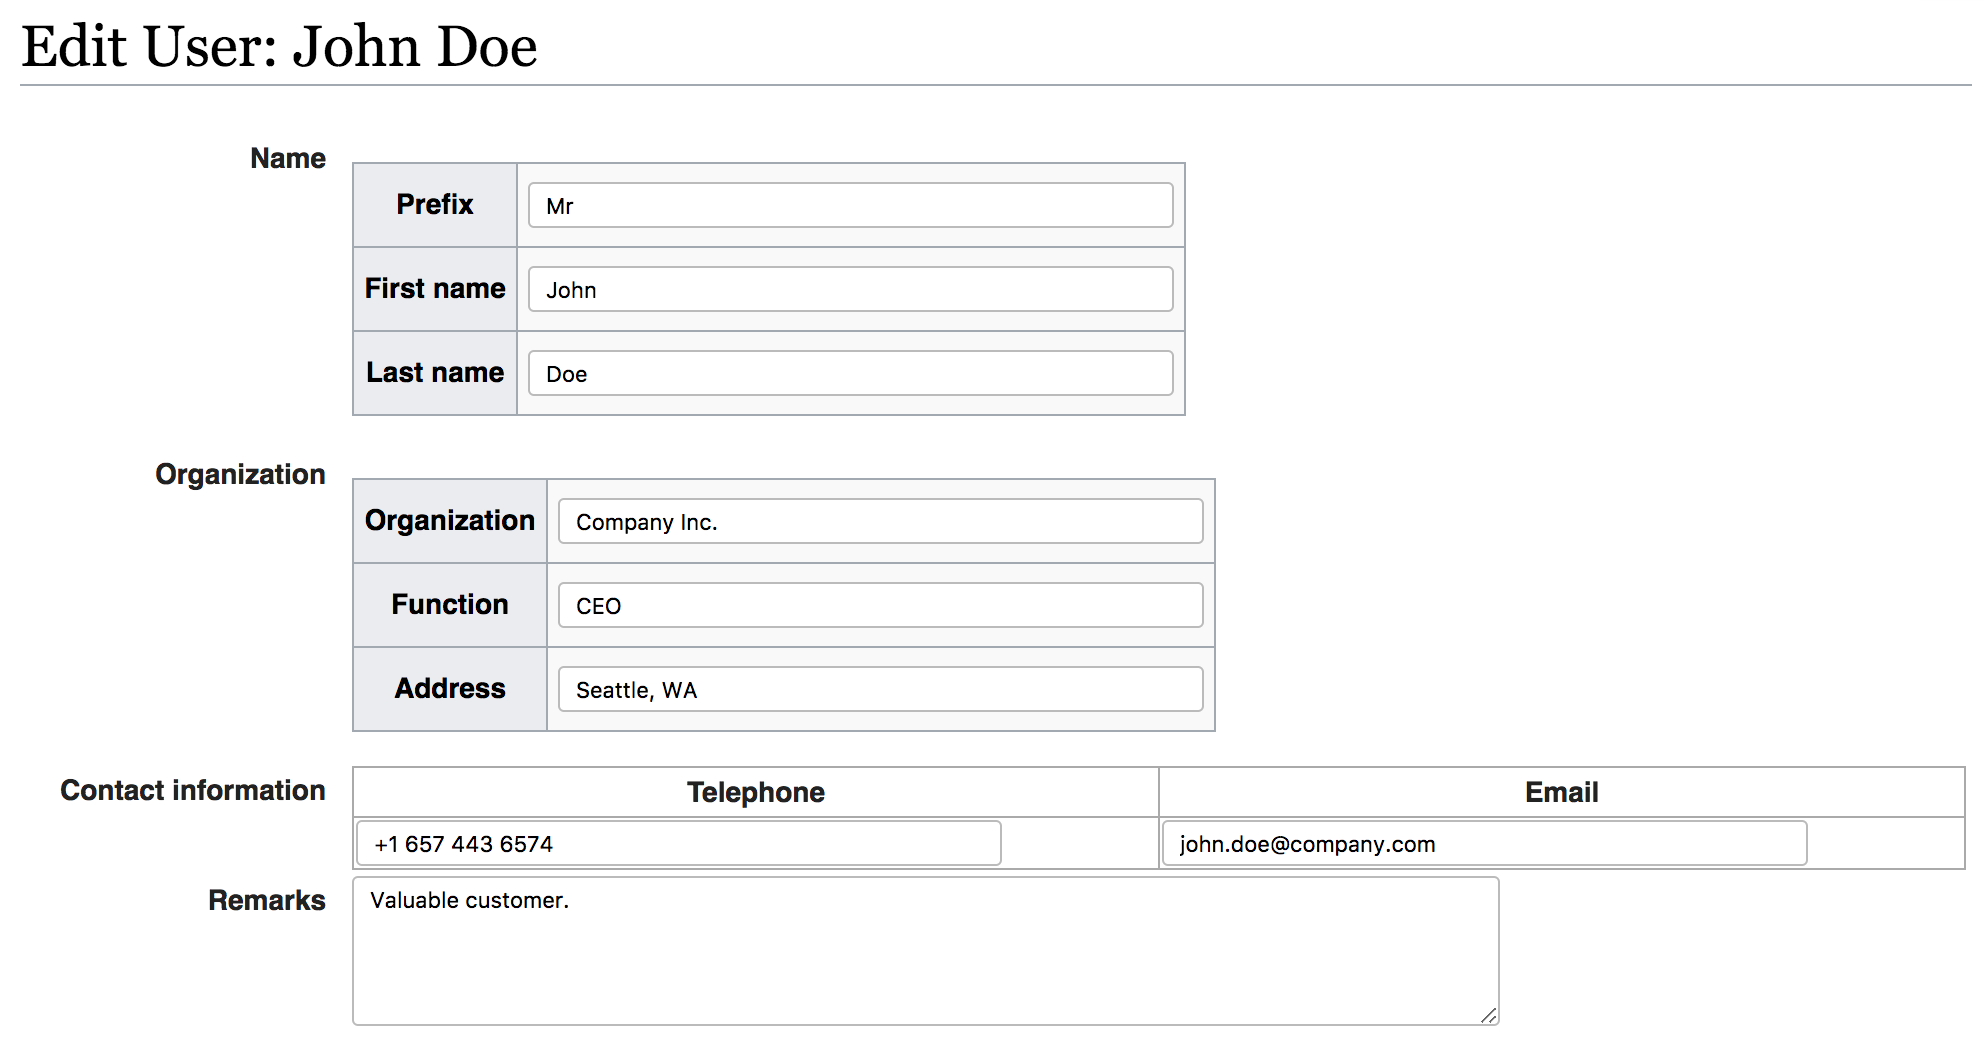 Edit User: John Doe
Name
Prefix Mr
First name John
Last name Doe
Organization
Organization Company Inc.
Function CEO
Address Seattle, WA
Contact information
Telephone Email
+1 657 443 6574 john.doe@company.com
Remarks Valuable customer.